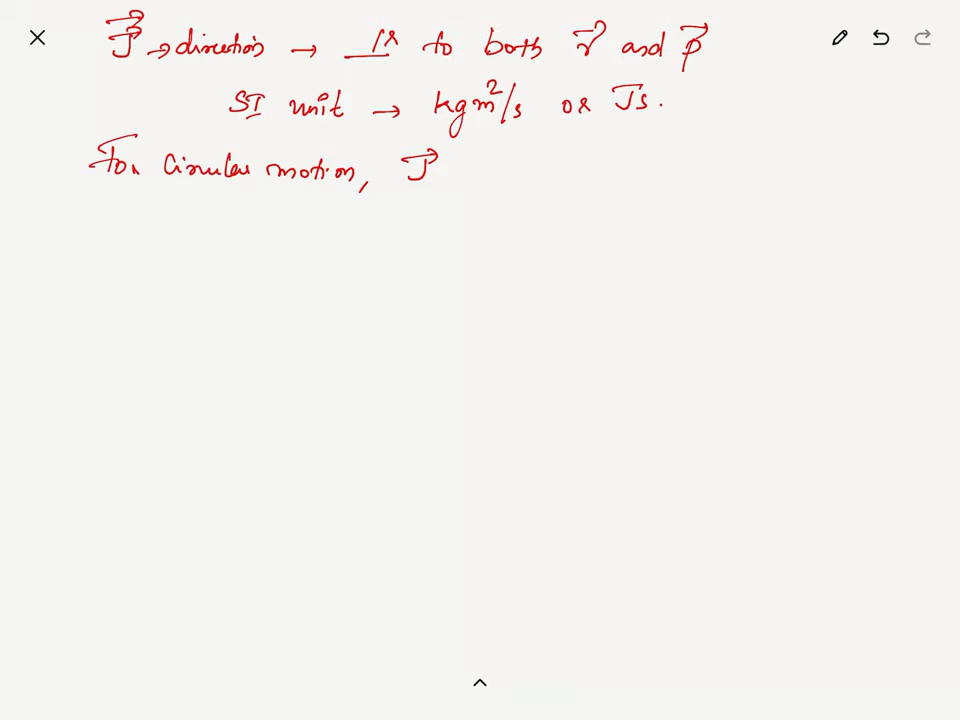 J⃗ → direction → ⊥r to both r⃗ and p⃗
SI unit → kgm²/s or Js.
For Circular motion, J⃗